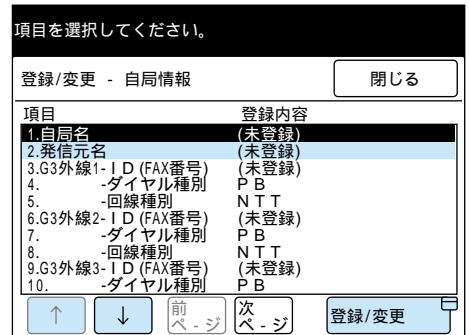 項目を選択してください。
登録/変更 - 自局情報
閉じる
項目 登録内容
1.自局名 (未登録)
2.発信元名 (未登録)
3.G3外線1-ID(FAX番号) (未登録)
4. -ダイヤル種別 PB
5. -回線種別 NTT
6.G3外線2-ID(FAX番号) (未登録)
7. -ダイヤル種別 PB
8. -回線種別 NTT
9.G3外線3-ID(FAX番号) (未登録)
10. -ダイヤル種別 PB
↑ ↓ 前ページ 次ページ 登録/変更